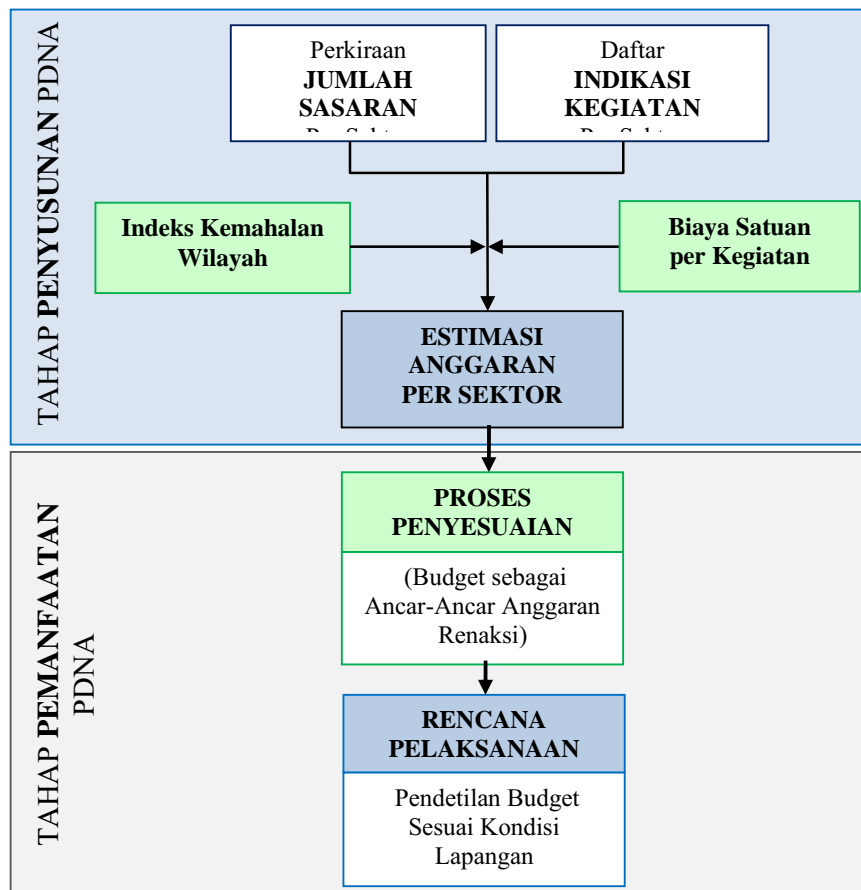 TAHAP PENYUSUNAN PDNA
Perkiraan
JUMLAH
SASARAN
Daftar
INDIKASI
KEGIATAN
Indeks Kemahalan
Wilayah
Biaya Satuan
per Kegiatan
ESTIMASI
ANGGARAN
PER SEKTOR
TAHAP PEMANFAATAN
PDNA
PROSES
PENYESUAIAN
(Budget sebagai
Ancar-Ancar Anggaran
Renaksi)
RENCANA
PELAKSANAAN
Pendetilan Budget
Sesuai Kondisi
Lapangan